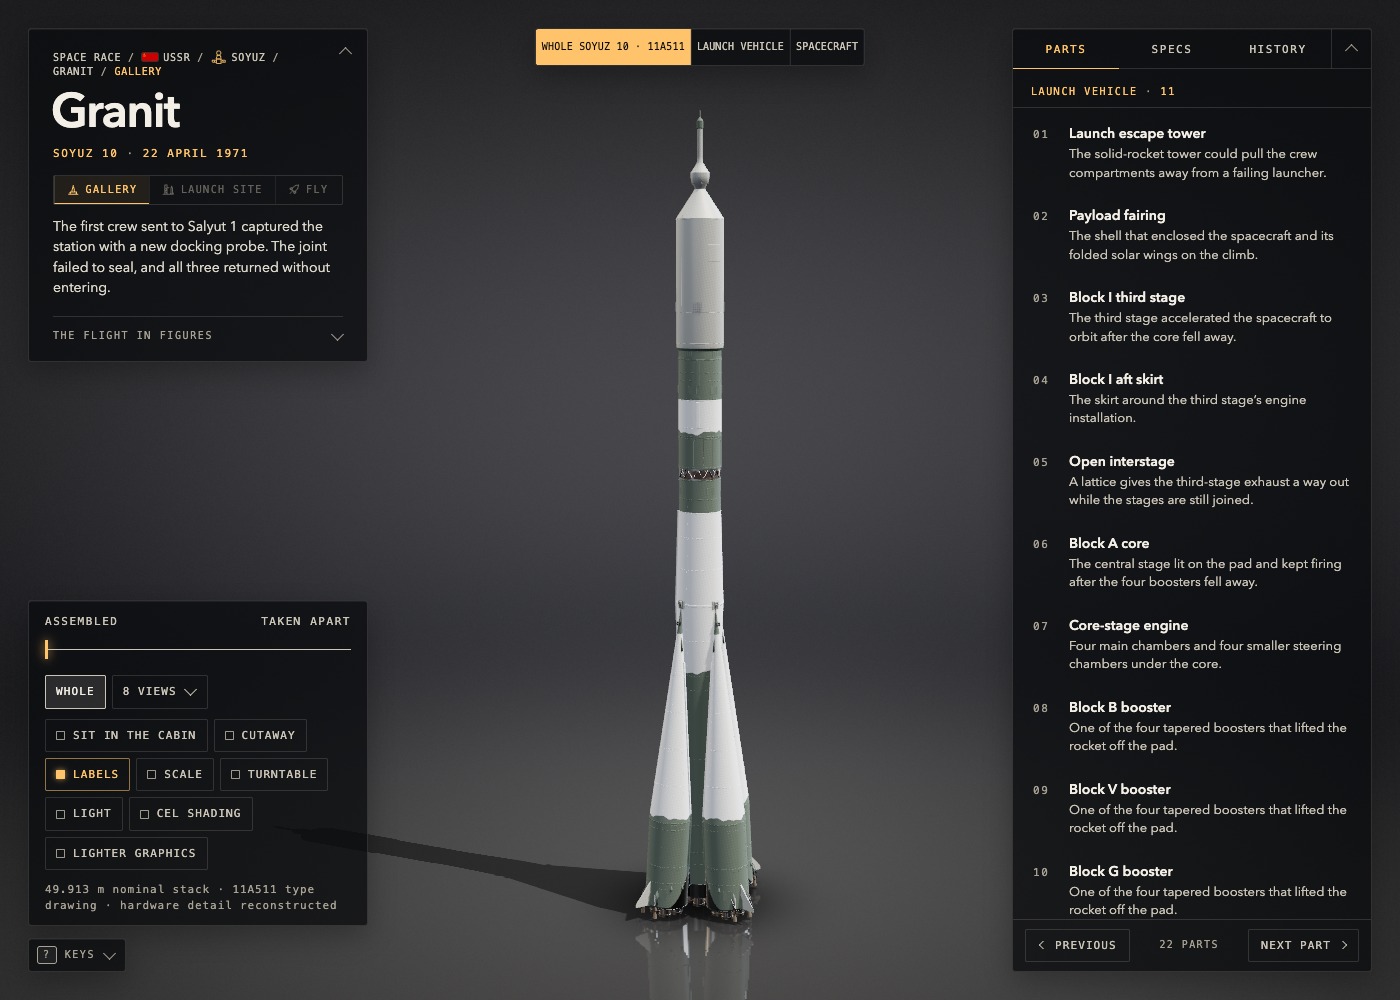 SPACE RACE / USSR / SOYUZ /
GRANIT / GALLERY
Granit
SOYUZ 10 · 22 APRIL 1971
GALLERY
LAUNCH SITE
FLY
The first crew sent to Salyut 1 captured the
station with a new docking probe. The joint
failed to seal, and all three returned without
entering.
THE FLIGHT IN FIGURES
WHOLE SOYUZ 10 · 11A511
LAUNCH VEHICLE
SPACECRAFT
ASSEMBLED
TAKEN APART
WHOLE
8 VIEWS
SIT IN THE CABIN
CUTAWAY
LABELS
SCALE
TURNTABLE
LIGHT
CEL SHADING
LIGHTER GRAPHICS
49.913 m nominal stack · 11A511 type
drawing · hardware detail reconstructed
? KEYS
PARTS
SPECS
HISTORY
LAUNCH VEHICLE · 11
01 Launch escape tower
The solid-rocket tower could pull the crew
compartments away from a failing launcher.
02 Payload fairing
The shell that enclosed the spacecraft and its
folded solar wings on the climb.
03 Block I third stage
The third stage accelerated the spacecraft to
orbit after the core fell away.
04 Block I aft skirt
The skirt around the third stage’s engine
installation.
05 Open interstage
A lattice gives the third-stage exhaust a way out
while the stages are still joined.
06 Block A core
The central stage lit on the pad and kept firing
after the four boosters fell away.
07 Core-stage engine
Four main chambers and four smaller steering
chambers under the core.
08 Block B booster
One of the four tapered boosters that lifted the
rocket off the pad.
09 Block V booster
One of the four tapered boosters that lifted the
rocket off the pad.
10 Block G booster
One of the four tapered boosters that lifted the
rocket off the pad.
PREVIOUS
22 PARTS
NEXT PART